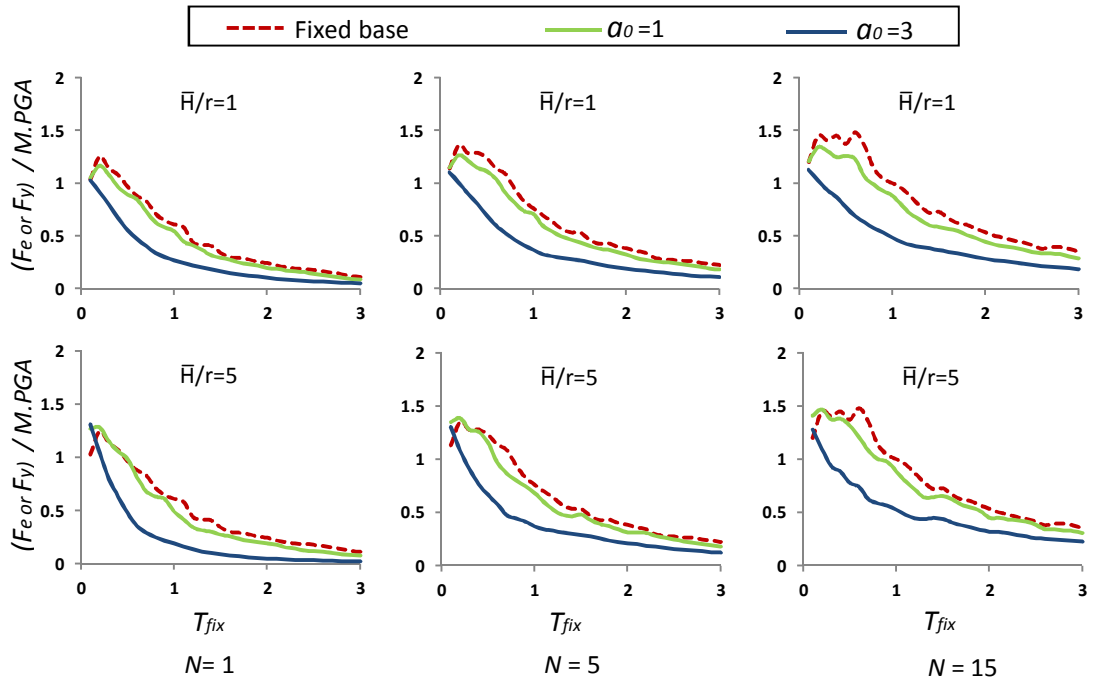 Fixed base a₀ =1 a₀ =3
(Fe or Fy) / M.PGA
2
1.5
1
0.5
0
0 1 2 3
H̅/r=1
2
1.5
1
0.5
0
0 1 2 3
H̅/r=1
2
1.5
1
0.5
0
0 1 2 3
H̅/r=1
(Fe or Fy) / M.PGA
2
1.5
1
0.5
0
0 1 2 3
H̅/r=5
2
1.5
1
0.5
0
0 1 2 3
H̅/r=5
2
1.5
1
0.5
0
0 1 2 3
H̅/r=5
Tfix Tfix Tfix
N= 1 N = 5 N = 15